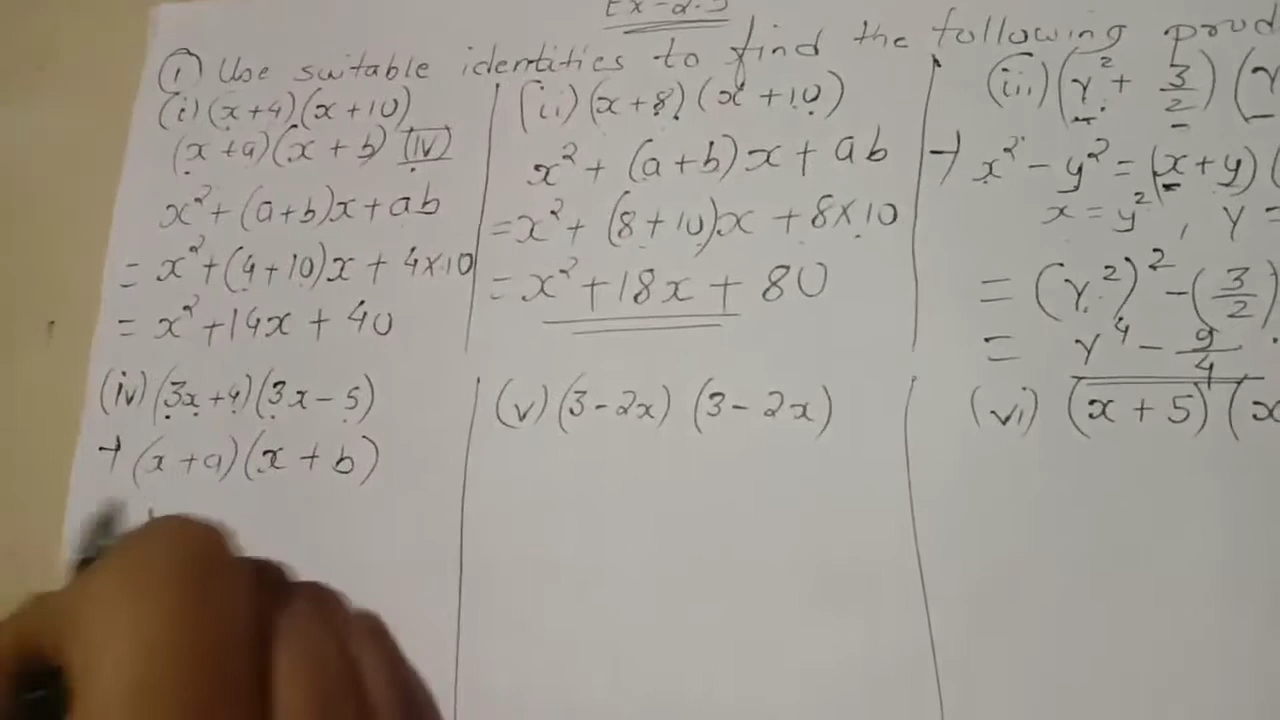 Ex-2.5
① Use suitable identities to find the following
(i) (x+4)(x+10)
(x+a)(x+b) IV
x²+(a+b)x+ab
= x²+(4+10)x+4×10
= x²+14x+40
(ii) (x+8)(x+10)
x²+(a+b)x+ab
= x²+(8+10)x+8×10
= x²+18x+80
(iii) (y²+3/2)(y
→ x²-y²=(x+y)(
x=y², y=
= (y²)²-(3/2)
= y⁴-9/4
(iv) (3x+4)(3x-5)
→ (x+a)(x+b)
(v) (3-2x) (3-2x)
(vi) (x+5)(x